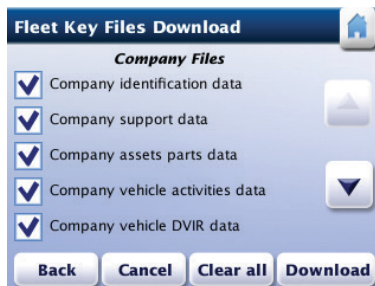 Fleet Key Files Download
Company Files
Company identification data
Company support data
Company assets parts data
Company vehicle activities data
Company vehicle DVIR data
Back Cancel Clear all Download